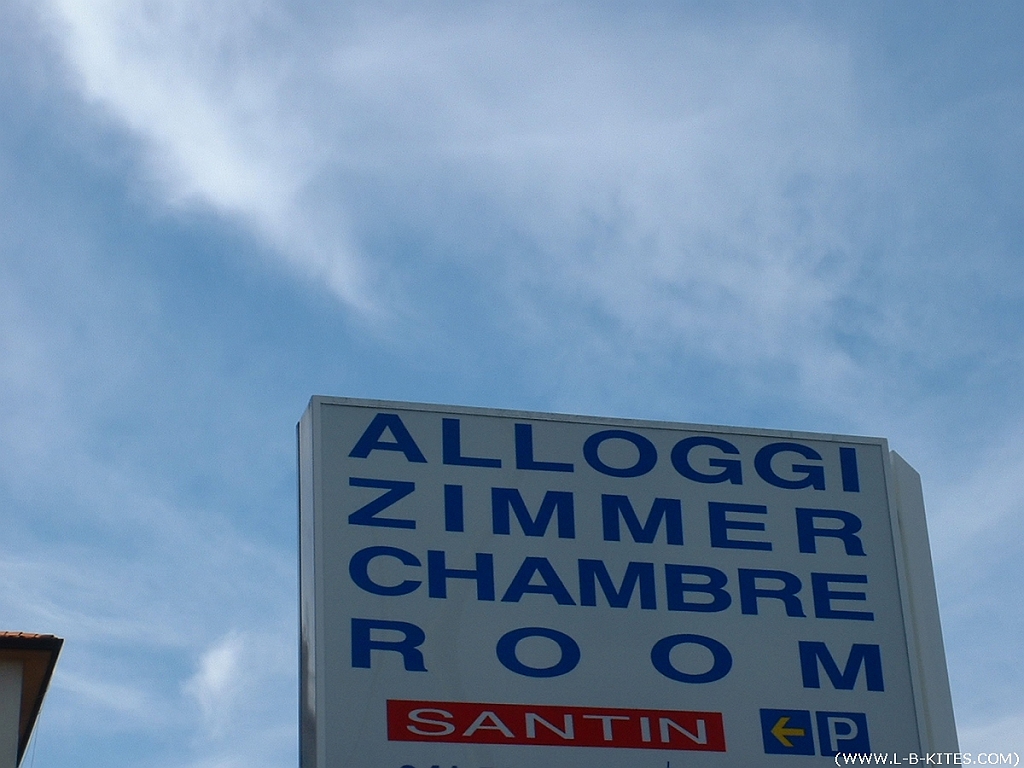 ALLOGGI
ZIMMER
CHAMBRE
ROOM
SANTIN
P
(WWW.L-B-KITES.COM)